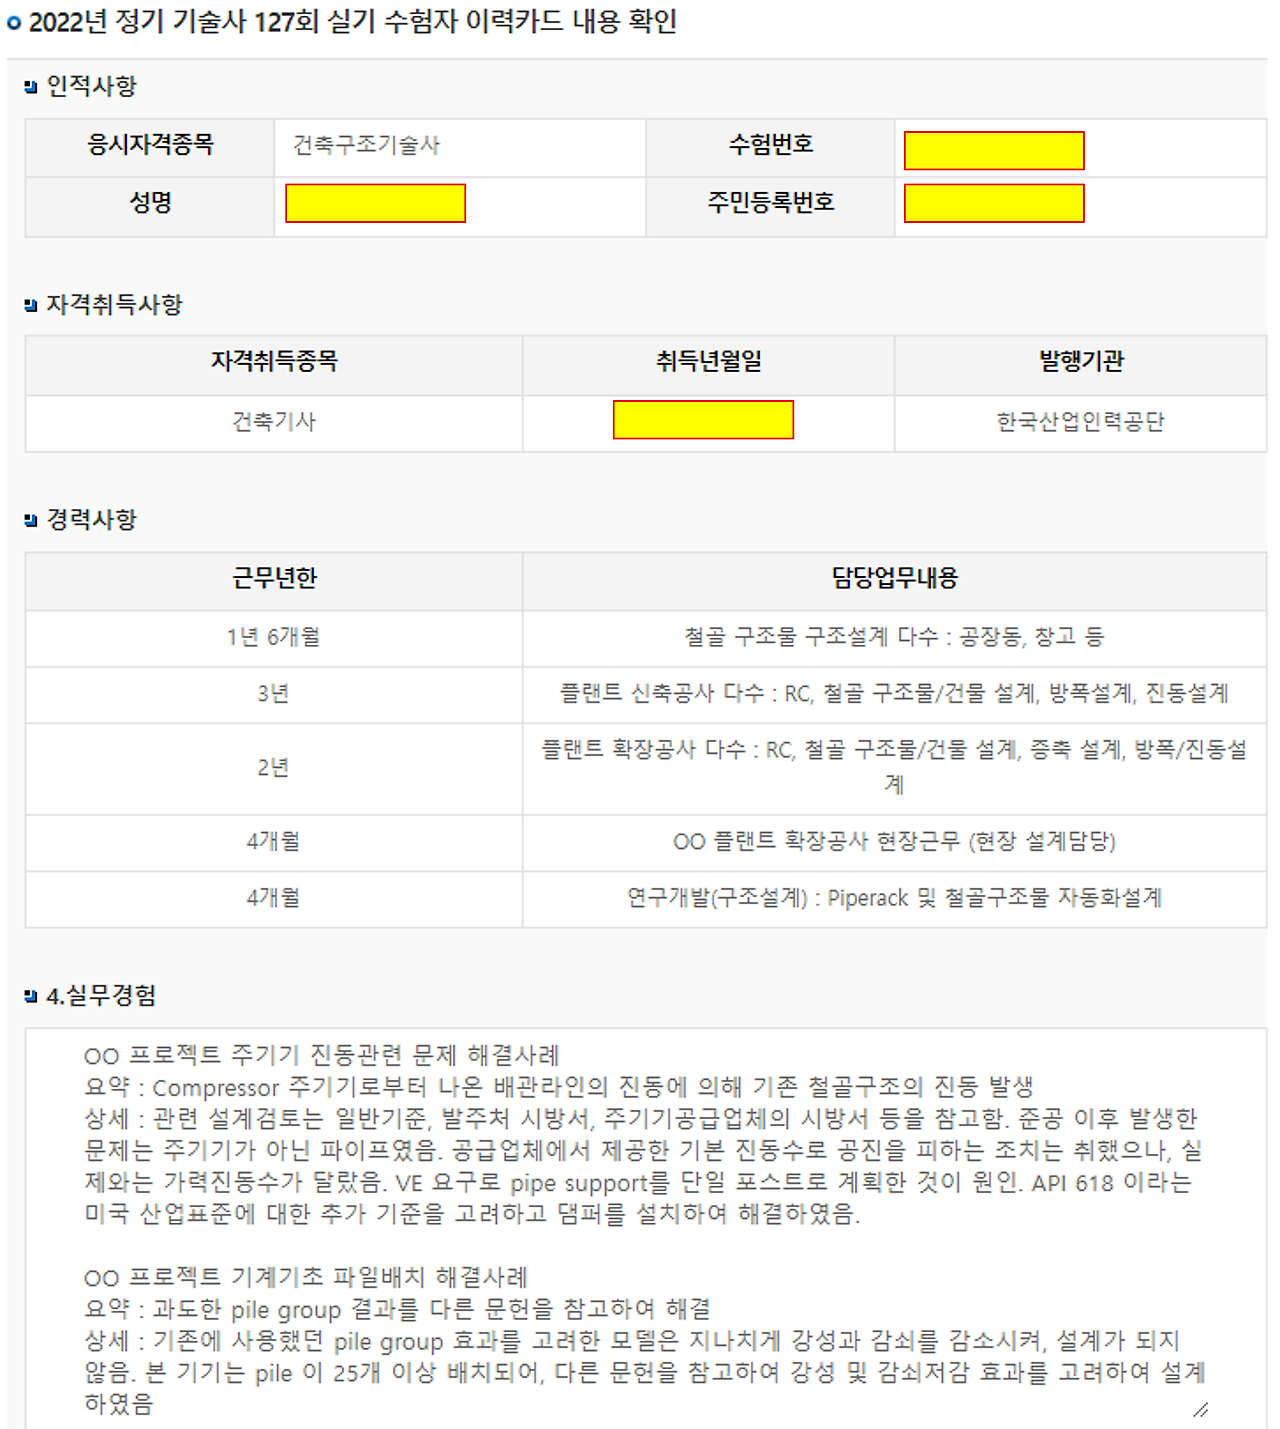 2022년 정기 기술사 127회 실기 수험자 이력카드 내용 확인
인적사항
응시자격종목 건축구조기술사 수험번호
성명 주민등록번호
자격취득사항
자격취득종목 취득년월일 발행기관
건축기사 한국산업인력공단
경력사항
근무년한 담당업무내용
1년 6개월 철골 구조물 구조설계 다수 : 공장동, 창고 등
3년 플랜트 신축공사 다수 : RC, 철골 구조물/건물 설계, 방폭설계, 진동설계
2년 플랜트 확장공사 다수 : RC, 철골 구조물/건물 설계, 증축 설계, 방폭/진동설
계
4개월 OO 플랜트 확장공사 현장근무 (현장 설계담당)
4개월 연구개발(구조설계) : Piperack 및 철골구조물 자동화설계
4.실무경험
OO 프로젝트 주기기 진동관련 문제 해결사례
요약 : Compressor 주기기로부터 나온 배관라인의 진동에 의해 기존 철골구조의 진동 발생
상세 : 관련 설계검토는 일반기준, 발주처 시방서, 주기기공급업체의 시방서 등을 참고함. 준공 이후 발생한
문제는 주기기가 아닌 파이프였음. 공급업체에서 제공한 기본 진동수로 공진을 피하는 조치는 취했으나, 실
제와는 가력진동수가 달랐음. VE 요구로 pipe support를 단일 포스트로 계획한 것이 원인. API 618 이라는
미국 산업표준에 대한 추가 기준을 고려하고 댐퍼를 설치하여 해결하였음.
OO 프로젝트 기계기초 파일배치 해결사례
요약 : 과도한 pile group 결과를 다른 문헌을 참고하여 해결
상세 : 기존에 사용했던 pile group 효과를 고려한 모델은 지나치게 강성과 감쇠를 감소시켜, 설계가 되지
않음. 본 기기는 pile 이 25개 이상 배치되어, 다른 문헌을 참고하여 강성 및 감쇠저감 효과를 고려하여 설계
하였음